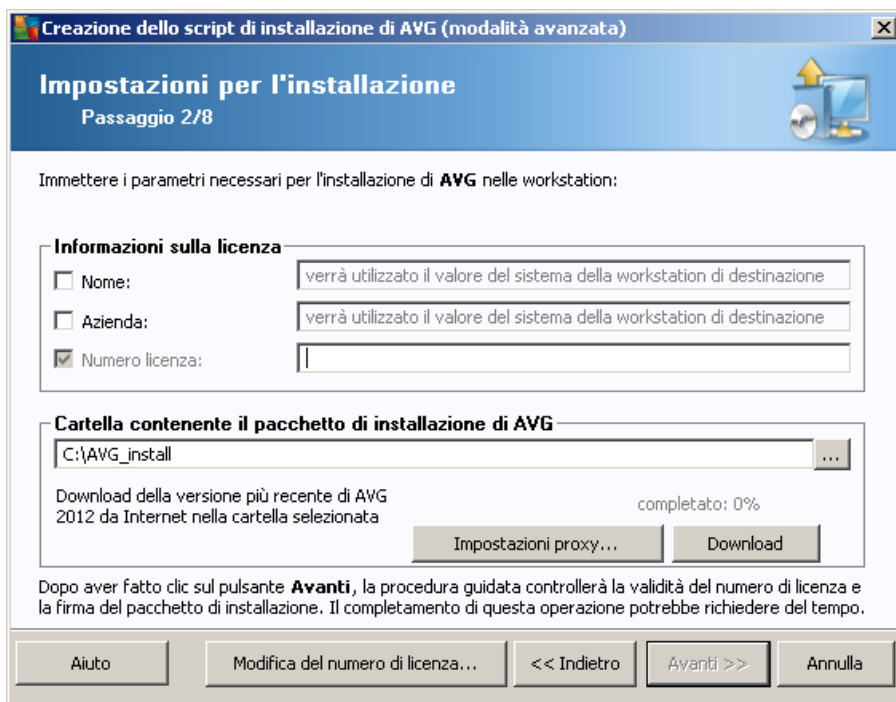 Creazione dello script di installazione di AVG (modalità avanzata)
Impostazioni per l'installazione
Passaggio 2/8
Immettere i parametri necessari per l'installazione di AVG nelle workstation:
Informazioni sulla licenza
Nome: verrà utilizzato il valore del sistema della workstation di destinazione
Azienda: verrà utilizzato il valore del sistema della workstation di destinazione
Numero licenza:
Cartella contenente il pacchetto di installazione di AVG
C:\AVG_install ...
Download della versione più recente di AVG
2012 da Internet nella cartella selezionata
completato: 0%
Impostazioni proxy... Download
Dopo aver fatto clic sul pulsante Avanti, la procedura guidata controllerà la validità del numero di licenza e
la firma del pacchetto di installazione. Il completamento di questa operazione potrebbe richiedere del tempo.
Aiuto Modifica del numero di licenza... << Indietro Avanti >> Annulla